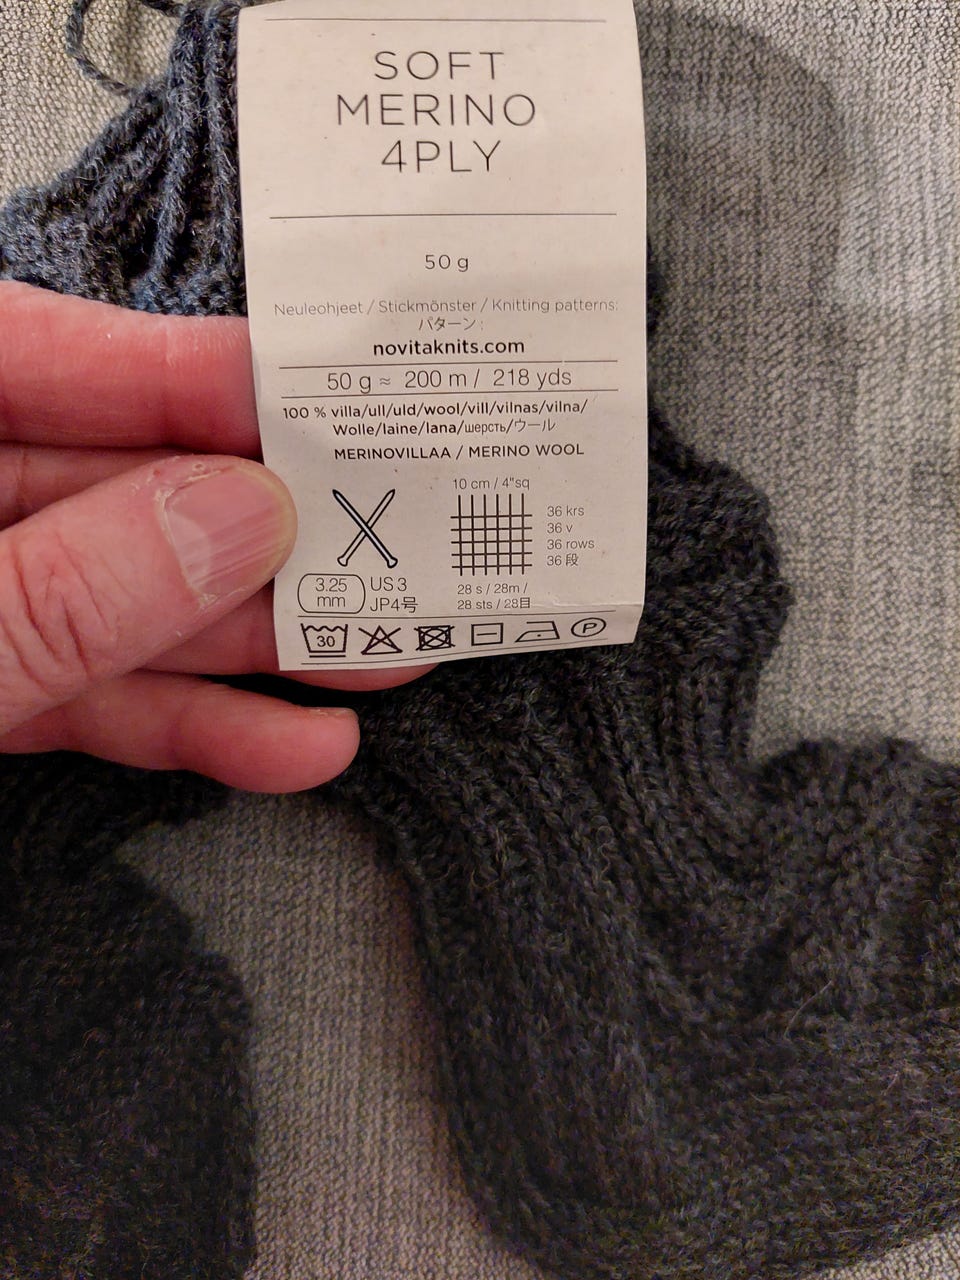 SOFT
MERINO
4PLY
50 g
Neuleohjeet / Stickmönster / Knitting patterns:
パターン:
novitaknits.com
50 g ≈ 200 m / 218 yds
100 % villa/ull/uld/wool/vill/vilnas/vilna/
Wolle/laine/lana/шерсть/ウール
MERINOVILLAA / MERINO WOOL
10 cm / 4"sq
36 krs
36 v
36 rows
36 段
3.25
mm
US 3
JP4号
28 s / 28m /
28 sts / 28目
30
P